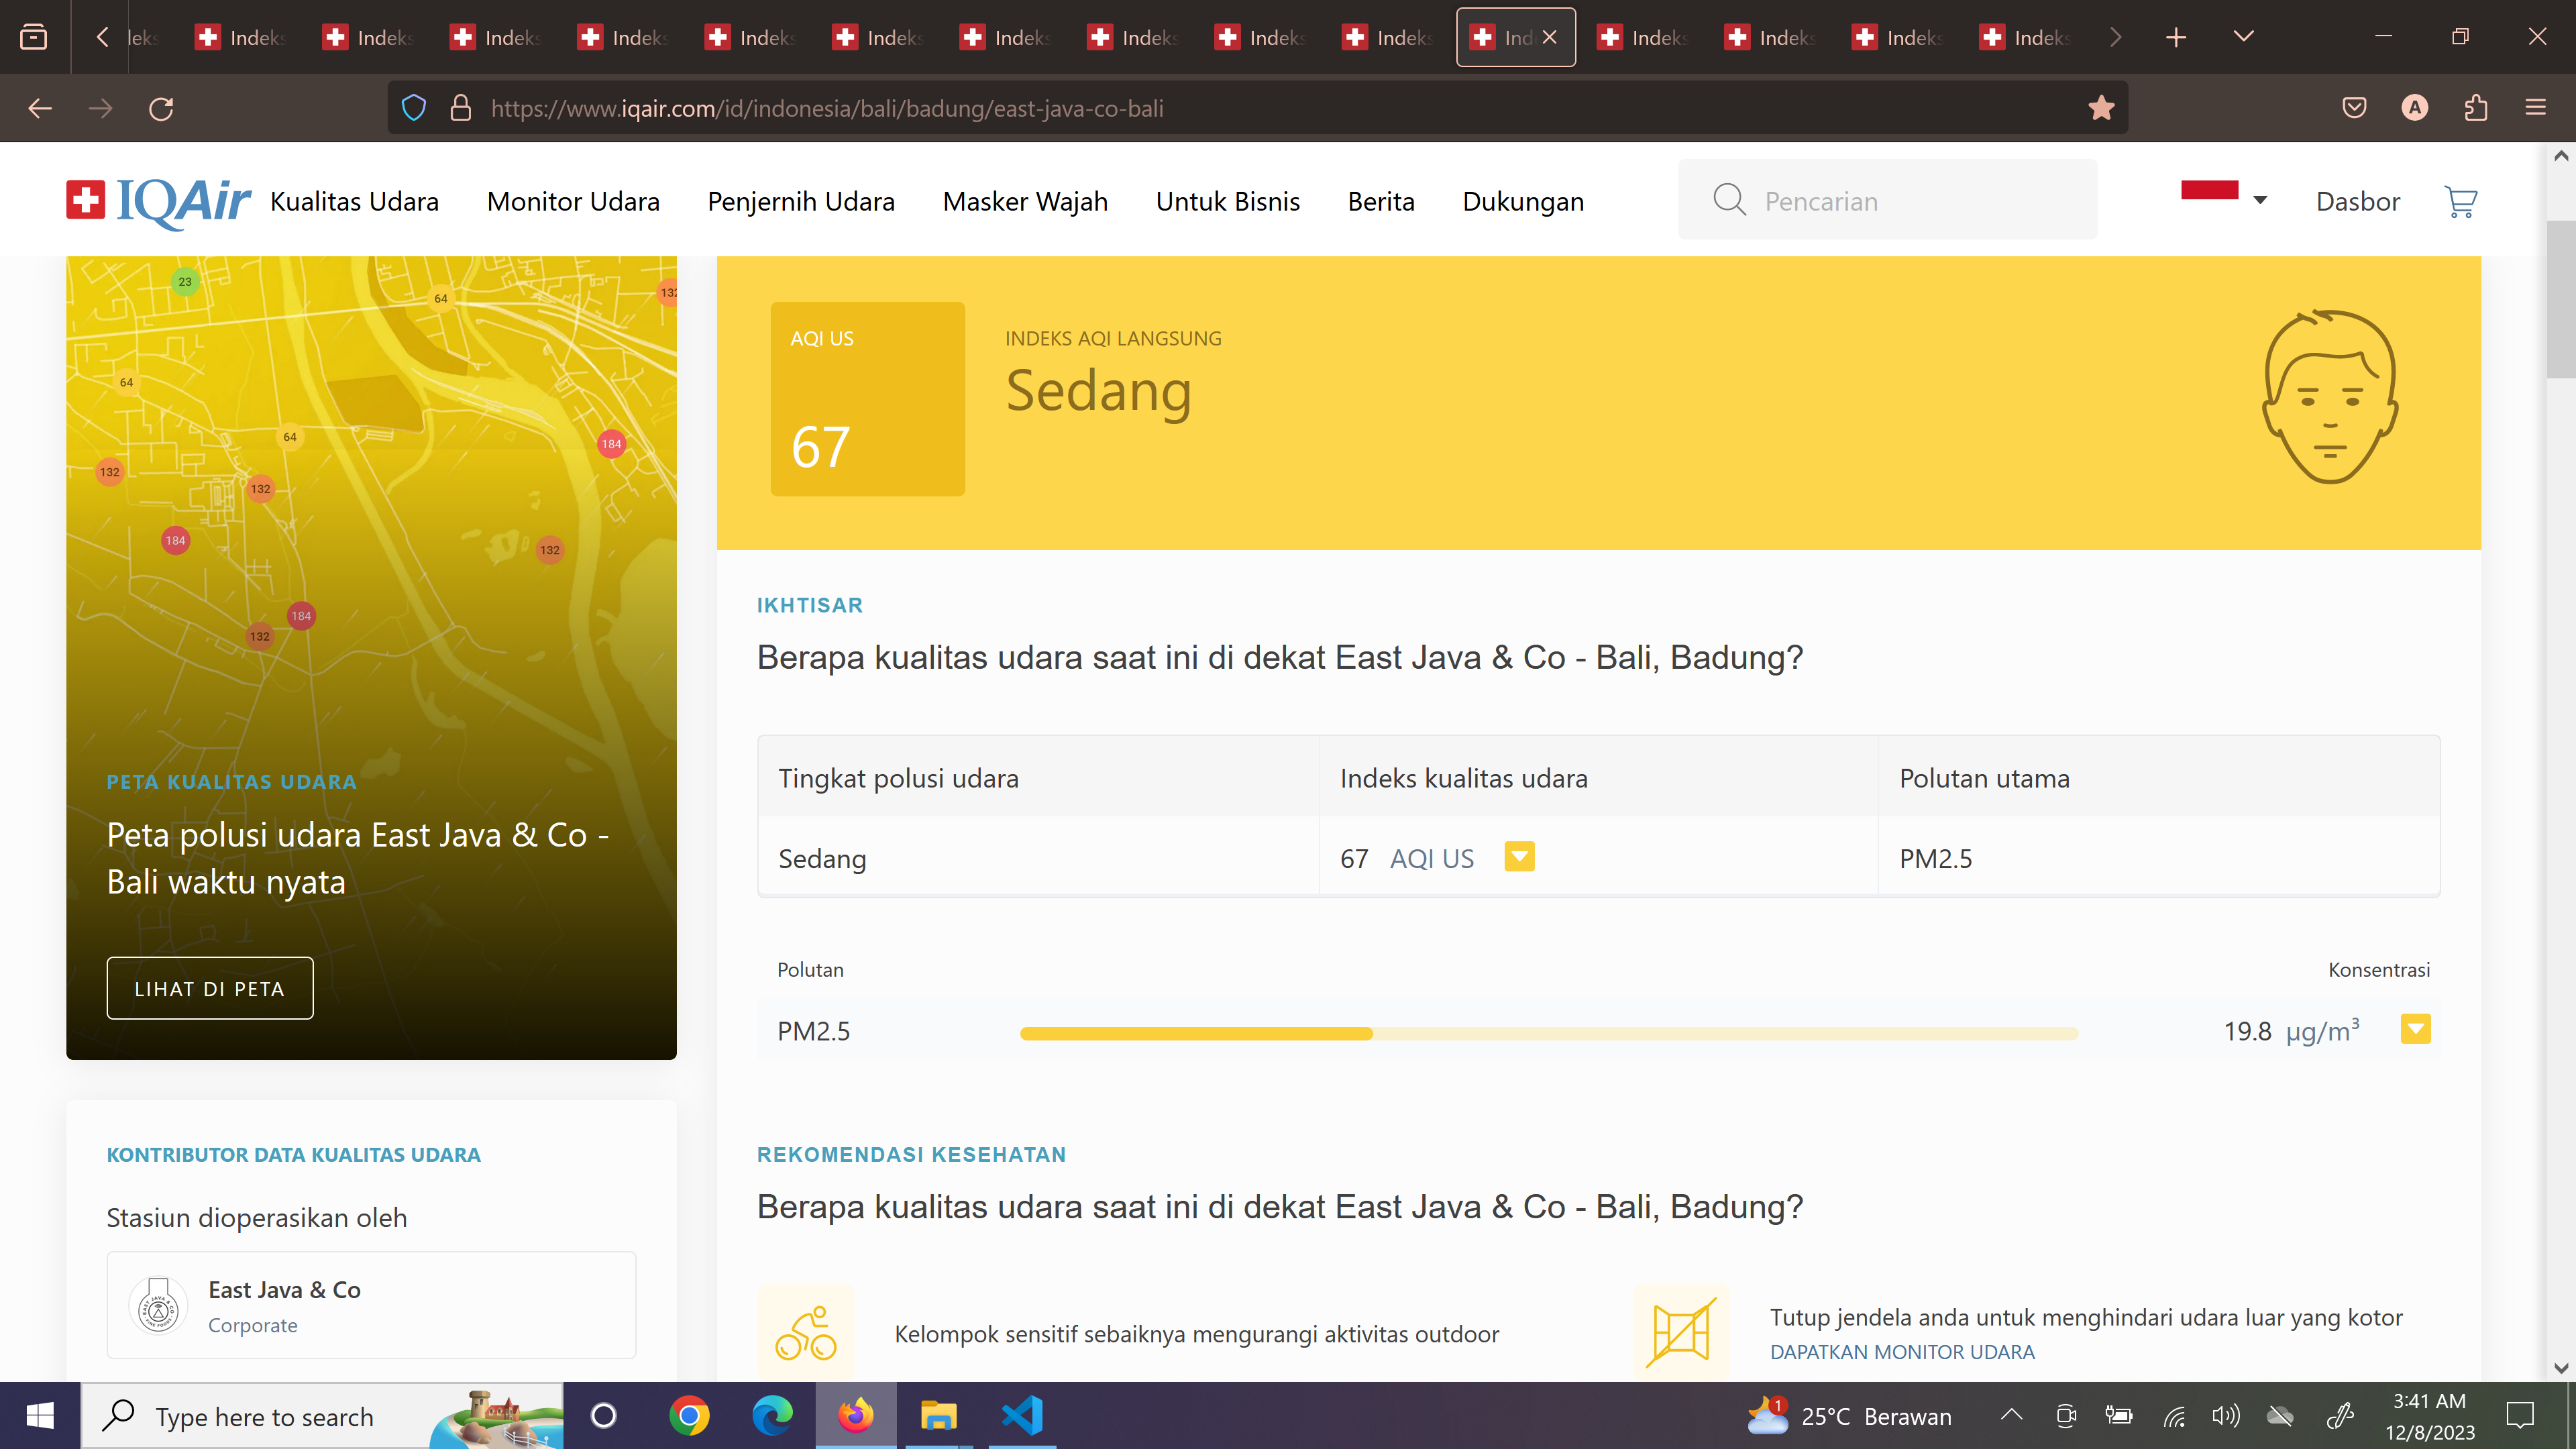 Indeks
Indeks
Indeks
Indeks
Indeks
Indeks
Indeks
Indeks
Indeks
Indeks
Ind
Indeks
Indeks
Indeks
Indeks
https://www.iqair.com/id/indonesia/bali/badung/east-java-co-bali
A
IQAir
Kualitas Udara
Monitor Udara
Penjernih Udara
Masker Wajah
Untuk Bisnis
Berita
Dukungan
Pencarian
Dasbor
23
64
132
64
64
184
132
132
184
132
184
132
PETA KUALITAS UDARA
Peta polusi udara East Java & Co -
Bali waktu nyata
LIHAT DI PETA
KONTRIBUTOR DATA KUALITAS UDARA
Stasiun dioperasikan oleh
EAST JAVA & CO
FINE FOODS
East Java & Co
Corporate
AQI US
67
INDEKS AQI LANGSUNG
Sedang
IKHTISAR
Berapa kualitas udara saat ini di dekat East Java & Co - Bali, Badung?
Tingkat polusi udara
Indeks kualitas udara
Polutan utama
Sedang
67 AQI US
PM2.5
Polutan
Konsentrasi
PM2.5
19.8 µg/m³
REKOMENDASI KESEHATAN
Berapa kualitas udara saat ini di dekat East Java & Co - Bali, Badung?
Kelompok sensitif sebaiknya mengurangi aktivitas outdoor
Tutup jendela anda untuk menghindari udara luar yang kotor
DAPATKAN MONITOR UDARA
Type here to search
1
25°C Berawan
3:41 AM
12/8/2023